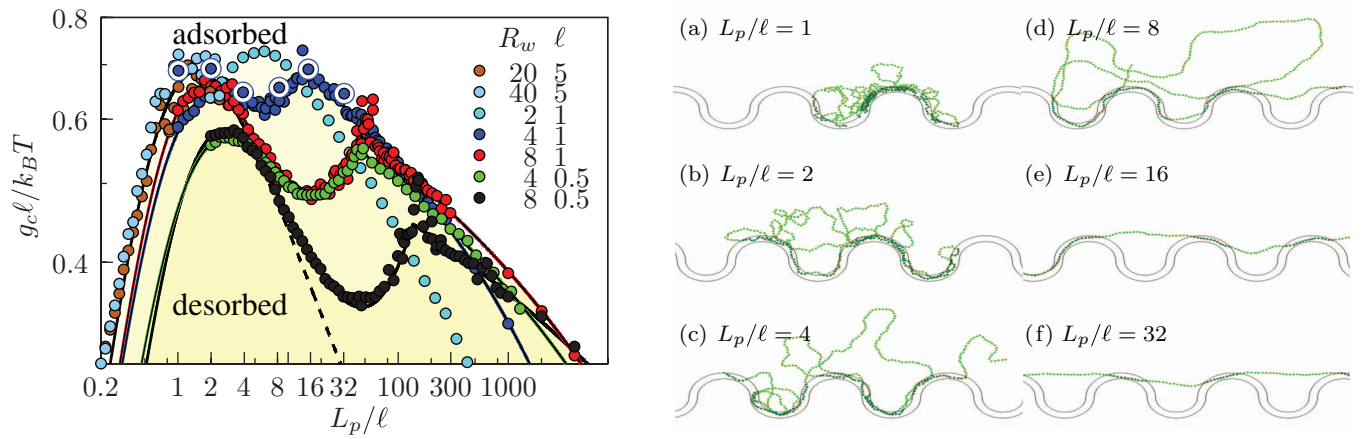 0.8
0.6
0.4
g_cℓ/k_BT
adsorbed
desorbed
R_w ℓ
20 5
40 5
2 1
4 1
8 1
4 0.5
8 0.5
0.2 1 2 4 8 16 32 100 300 1000
L_p/ℓ
(a) L_p/ℓ = 1
(b) L_p/ℓ = 2
(c) L_p/ℓ = 4
(d) L_p/ℓ = 8
(e) L_p/ℓ = 16
(f) L_p/ℓ = 32